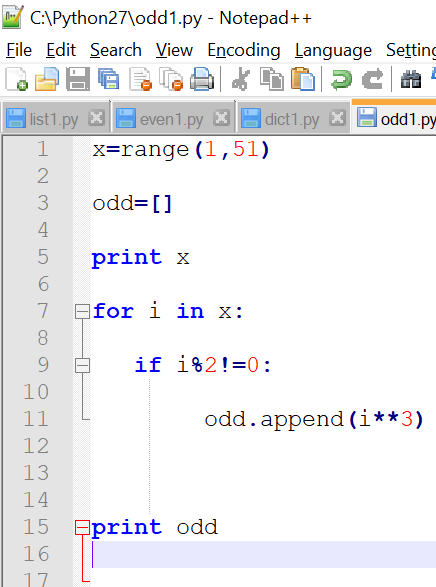 C:\Python27\odd1.py - Notepad++
File Edit Search View Encoding Language Setting
list1.py even1.py dict1.py odd1.py
1 x=range(1,51)
2
3 odd=[]
4
5 print x
6
7 for i in x:
8
9 if i%2!=0:
10
11 odd.append(i**3)
12
13
14
15 print odd
16
17